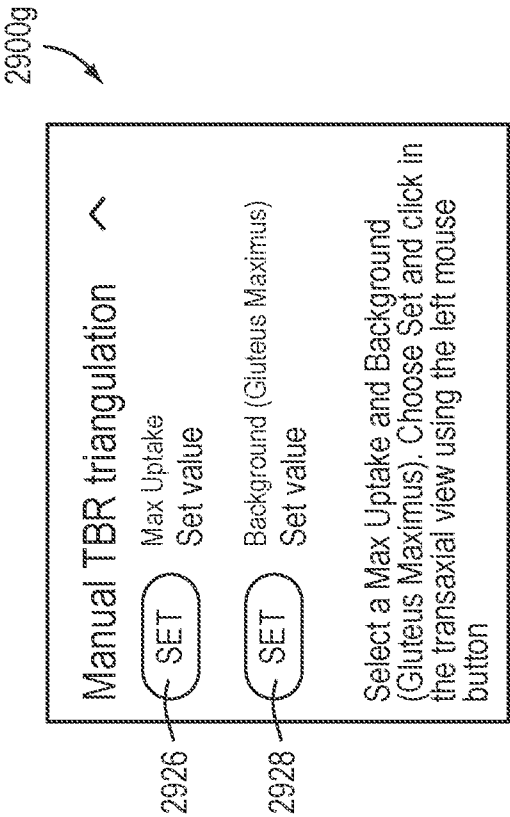 2900g
Manual TBR triangulation
SET
Max Uptake
Set value
2926
SET
Background (Gluteus Maximus)
Set value
2928
Select a Max Uptake and Background
(Gluteus Maximus). Choose Set and click in
the transaxial view using the left mouse
button